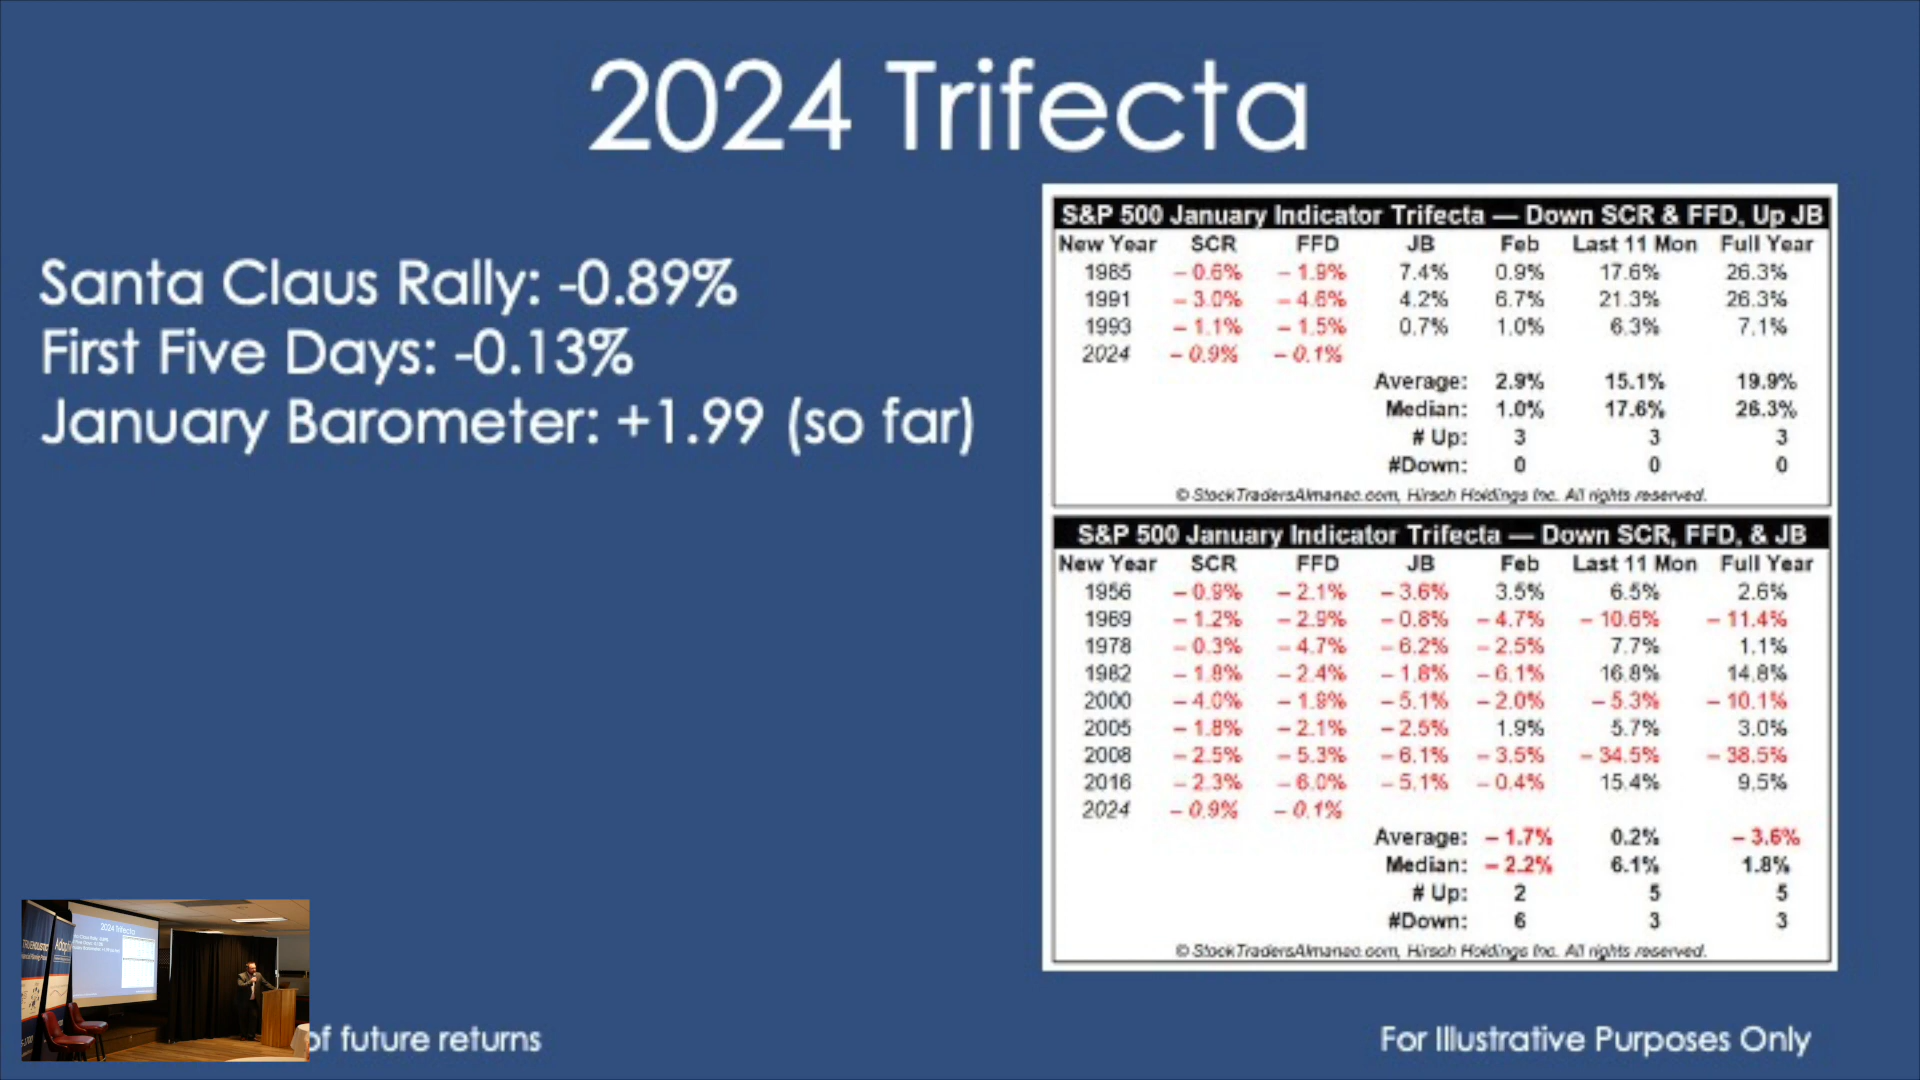 2024 Trifecta
Santa Claus Rally: -0.89%
First Five Days: -0.13%
January Barometer: +1.99 (so far)
S&P 500 January Indicator Trifecta — Down SCR & FFD, Up JB
New Year SCR FFD JB Feb Last 11 Mon Full Year
1985 – 0.6% – 1.9% 7.4% 0.9% 17.6% 26.3%
1991 – 3.0% – 4.6% 4.2% 6.7% 21.3% 26.3%
1993 – 1.1% – 1.5% 0.7% 1.0% 6.3% 7.1%
2024 – 0.9% – 0.1%
Average: 2.9% 15.1% 19.9%
Median: 1.0% 17.6% 26.3%
# Up: 3 3 3
#Down: 0 0 0
© StockTradersAlmanac.com, Hirsch Holdings Inc. All rights reserved.
S&P 500 January Indicator Trifecta — Down SCR, FFD, & JB
New Year SCR FFD JB Feb Last 11 Mon Full Year
1956 – 0.9% – 2.1% – 3.6% 3.5% 6.5% 2.6%
1969 – 1.2% – 2.9% – 0.8% – 4.7% – 10.6% – 11.4%
1978 – 0.3% – 4.7% – 6.2% – 2.5% 7.7% 1.1%
1982 – 1.8% – 2.4% – 1.8% – 6.1% 16.8% 14.8%
2000 – 4.0% – 1.9% – 5.1% – 2.0% – 5.3% – 10.1%
2005 – 1.8% – 2.1% – 2.5% 1.9% 5.7% 3.0%
2008 – 2.5% – 5.3% – 6.1% – 3.5% – 34.5% – 38.5%
2016 – 2.3% – 6.0% – 5.1% – 0.4% 15.4% 9.5%
2024 – 0.9% – 0.1%
Average: – 1.7% 0.2% – 3.6%
Median: – 2.2% 6.1% 1.8%
# Up: 2 5 5
#Down: 6 3 3
© StockTradersAlmanac.com, Hirsch Holdings Inc. All rights reserved.
2024 Trifecta
of future returns
For Illustrative Purposes Only